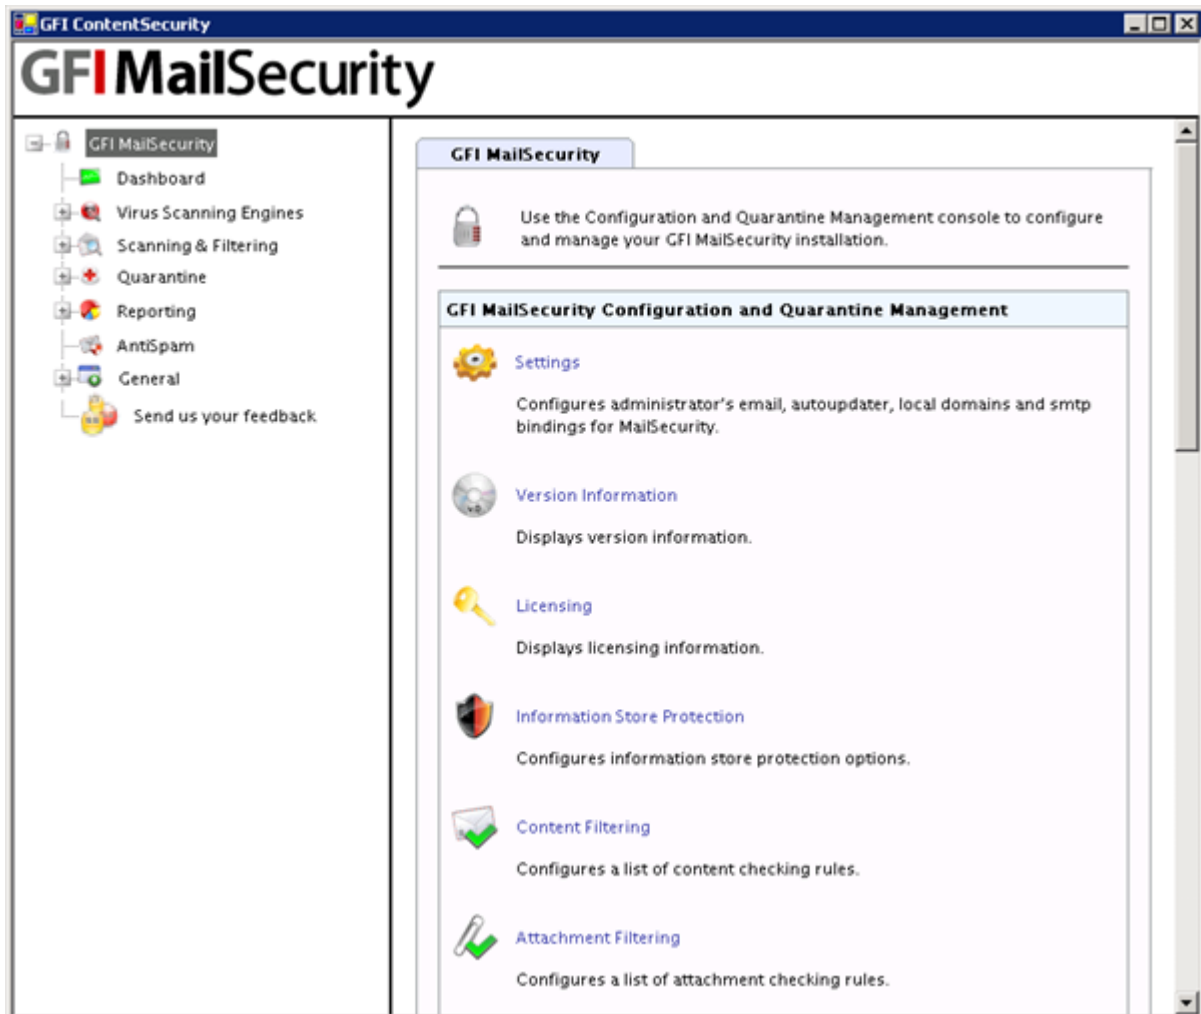 GFI ContentSecurity
GFI MailSecurity
GFI MailSecurity
Dashboard
Virus Scanning Engines
Scanning & Filtering
Quarantine
Reporting
AntiSpam
General
Send us your feedback
GFI MailSecurity
Use the Configuration and Quarantine Management console to configure
and manage your GFI MailSecurity installation.
GFI MailSecurity Configuration and Quarantine Management
Settings
Configures administrator's email, autoupdater, local domains and smtp
bindings for MailSecurity.
Version Information
Displays version information.
Licensing
Displays licensing information.
Information Store Protection
Configures information store protection options.
Content Filtering
Configures a list of content checking rules.
Attachment Filtering
Configures a list of attachment checking rules.